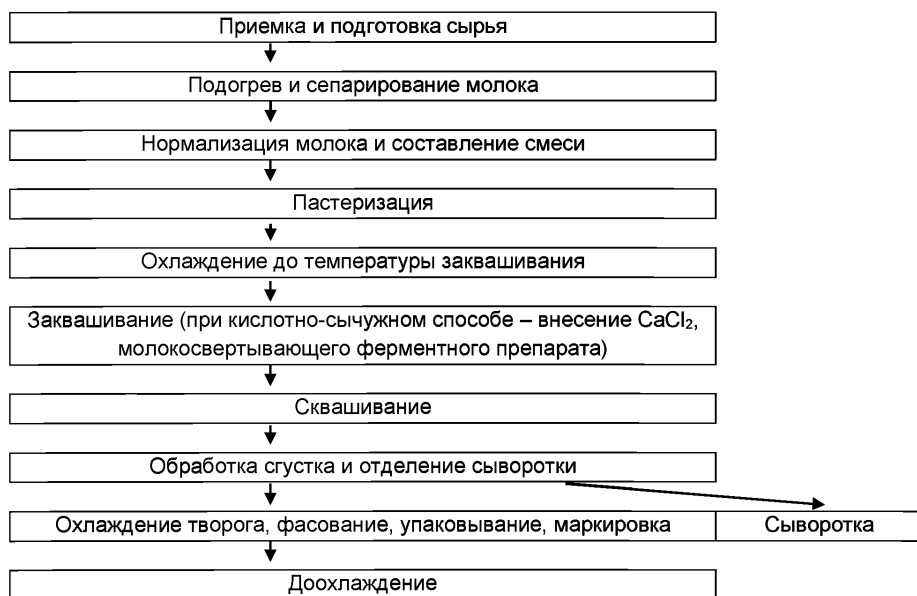 Приемка и подготовка сырья
Подогрев и сепарирование молока
Нормализация молока и составление смеси
Пастеризация
Охлаждение до температуры заквашивания
Заквашивание (при кислотно-сычужном способе – внесение CaCl₂,
молокосвертывающего ферментного препарата)
Сквашивание
Обработка сгустка и отделение сыворотки
Охлаждение творога, фасование, упаковывание, маркировка
Сыворотка
Доохлаждение